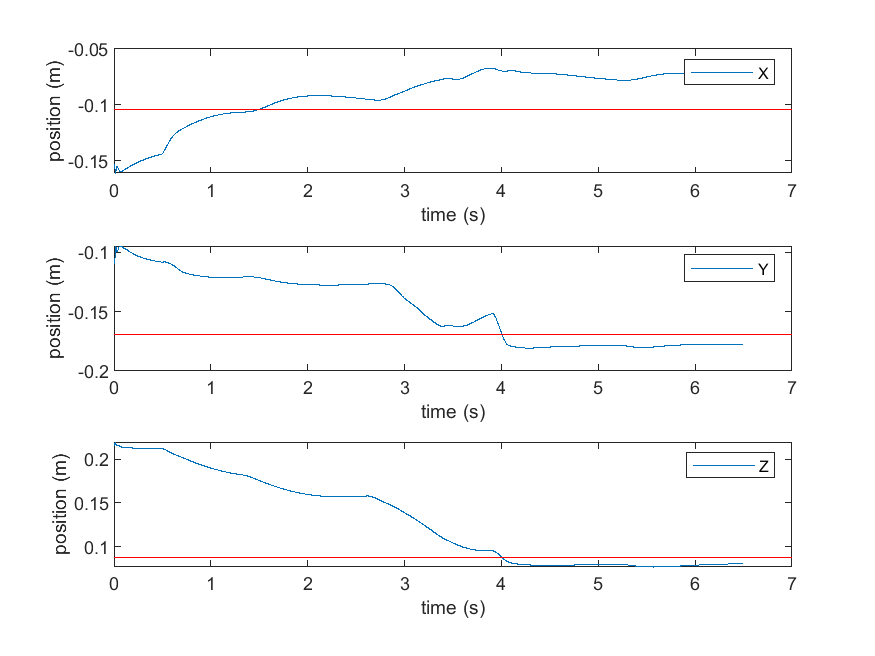 -0.05
-0.1
-0.15
position (m)
X
0 1 2 3 4 5 6 7
time (s)
-0.1
-0.15
-0.2
position (m)
Y
0 1 2 3 4 5 6 7
time (s)
0.2
0.15
0.1
position (m)
Z
0 1 2 3 4 5 6 7
time (s)